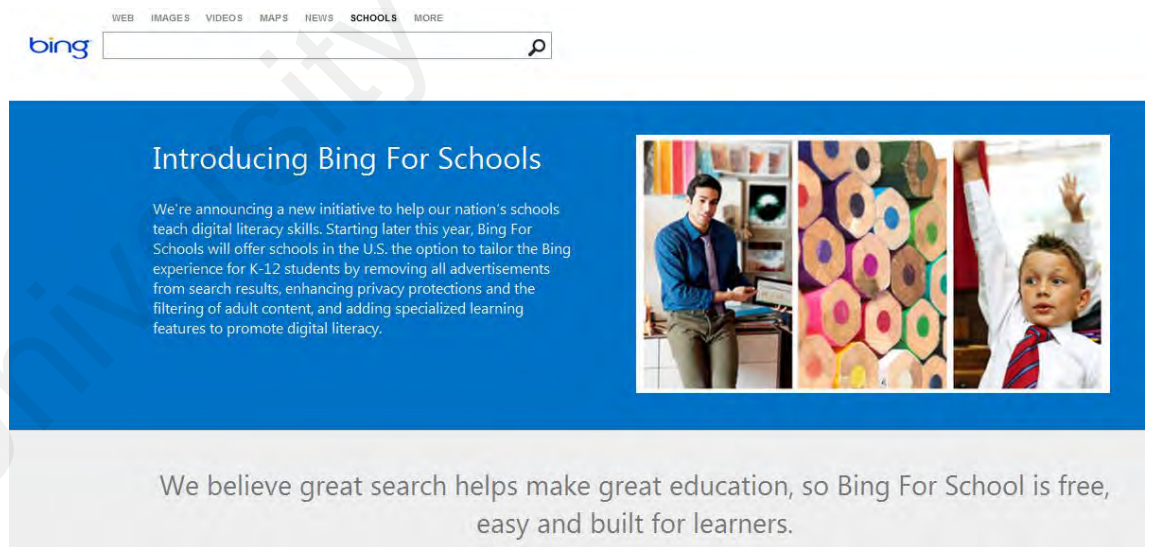 WEB IMAGES VIDEOS MAPS NEWS SCHOOLS MORE
bing
Introducing Bing For Schools
We're announcing a new initiative to help our nation's schools
teach digital literacy skills. Starting later this year, Bing For
Schools will offer schools in the U.S. the option to tailor the Bing
experience for K-12 students by removing all advertisements
from search results, enhancing privacy protections and the
filtering of adult content, and adding specialized learning
features to promote digital literacy.
We believe great search helps make great education, so Bing For School is free,
easy and built for learners.